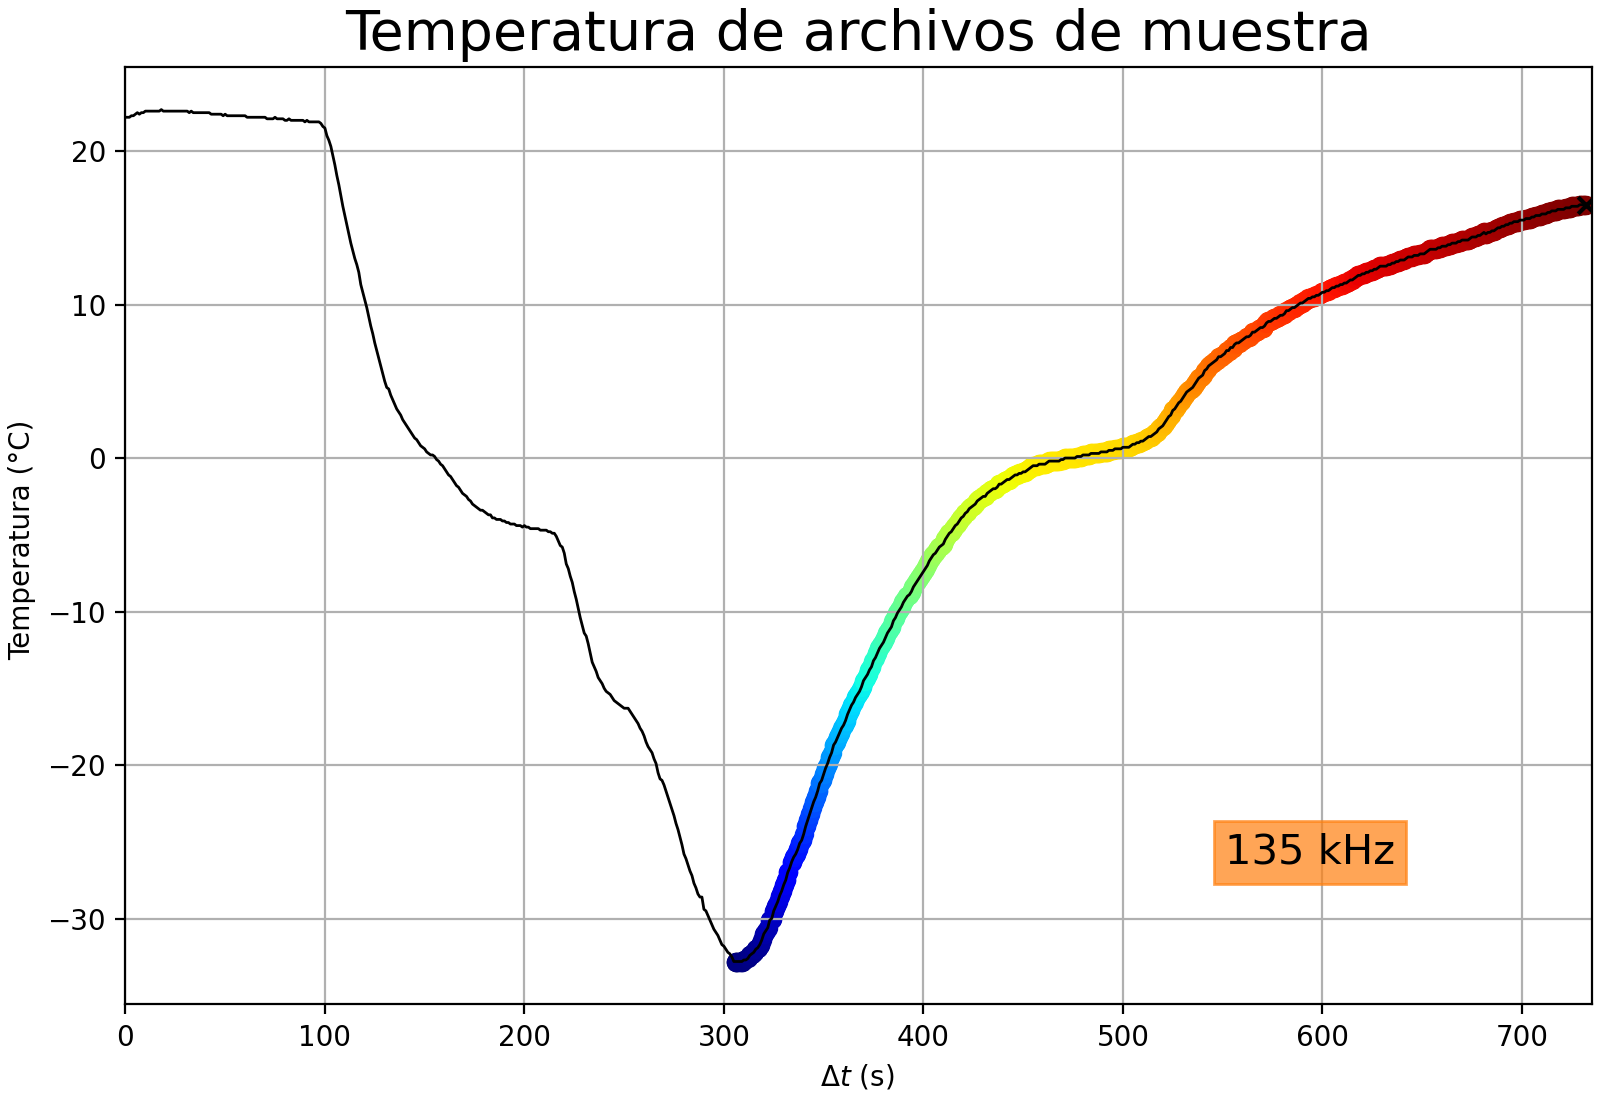 Temperatura de archivos de muestra
Temperatura (°C)
20
10
0
−10
−20
−30
135 kHz
0 100 200 300 400 500 600 700
Δt (s)